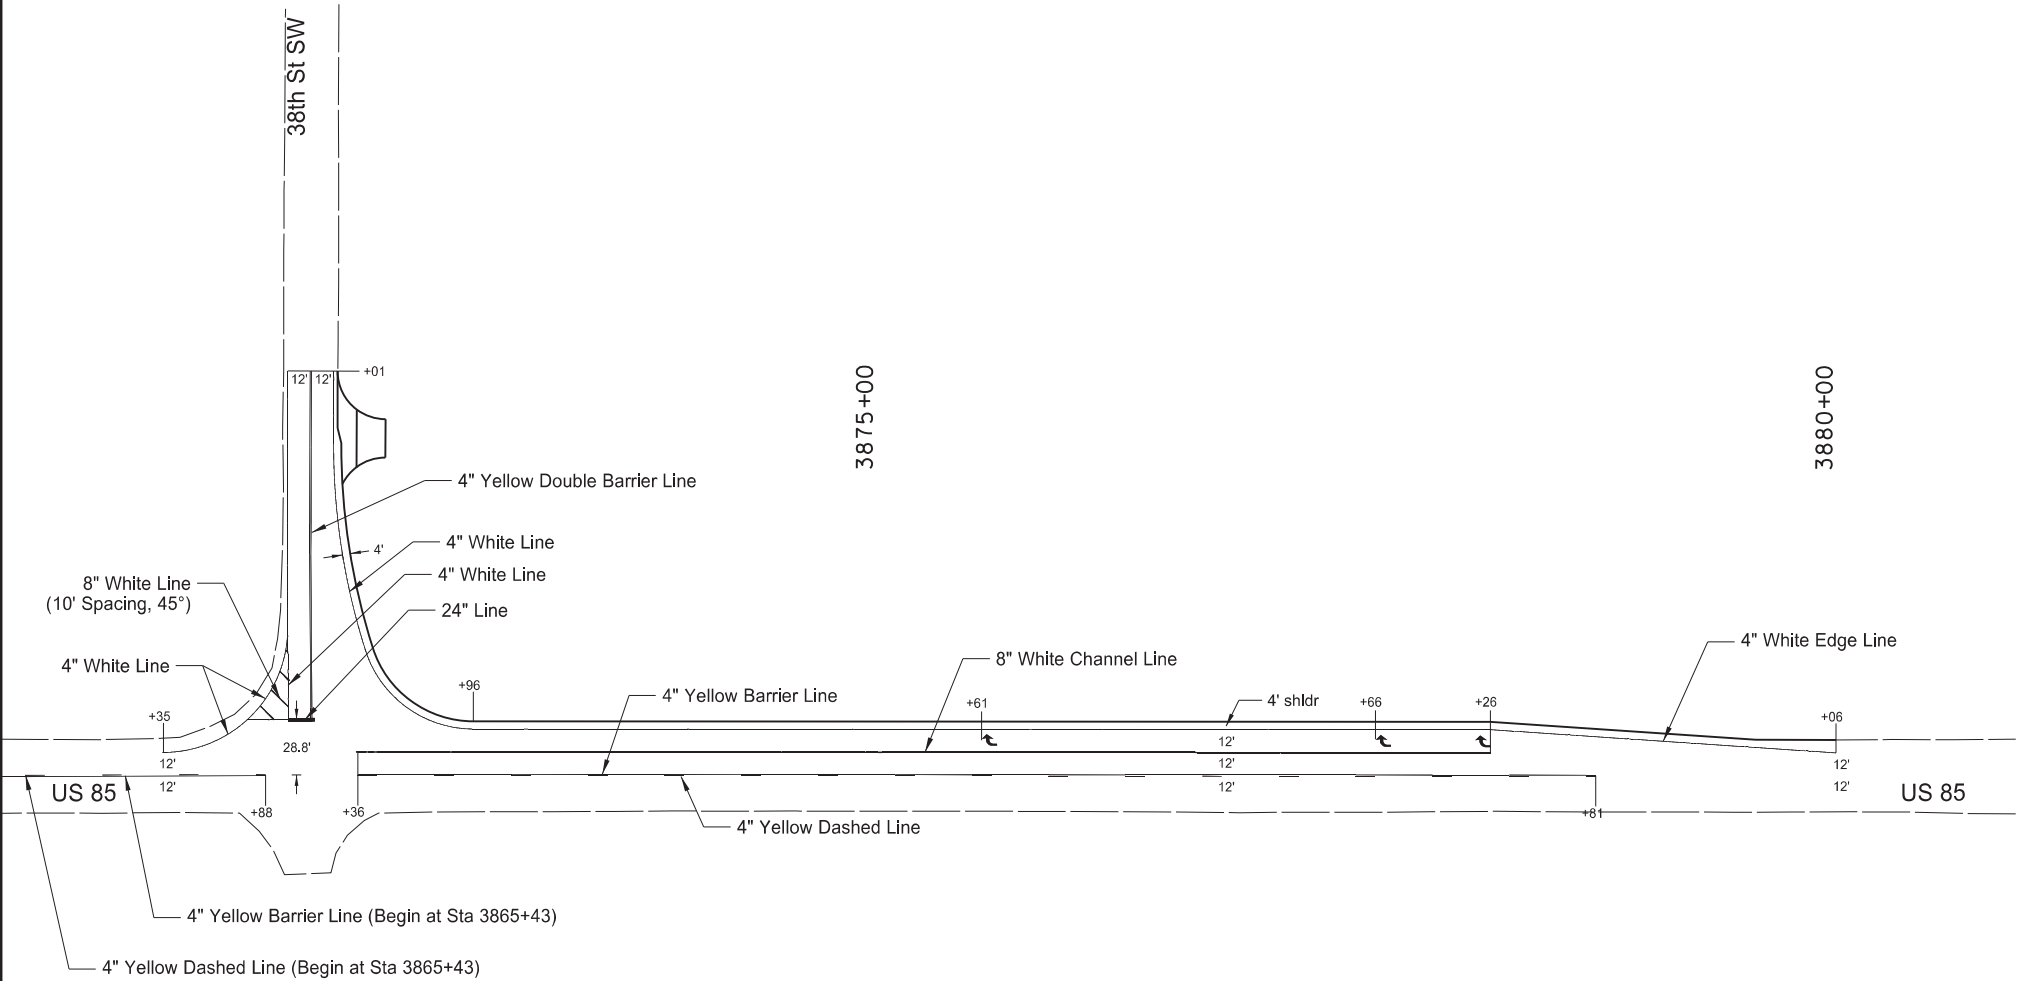 38th St SW
12' 12'
+01
3875+00
3880+00
4" Yellow Double Barrier Line
4" White Line
4'
4" White Line
8" White Line
(10' Spacing, 45°)
24" Line
4" White Line
4" White Edge Line
8" White Channel Line
+96
4" Yellow Barrier Line
+61
4' shldr
+66
+26
+35
+06
28.8'
12'
12'
12'
12'
12'
12'
12'
US 85
US 85
+88
+36
+81
4" Yellow Dashed Line
4" Yellow Barrier Line (Begin at Sta 3865+43)
4" Yellow Dashed Line (Begin at Sta 3865+43)